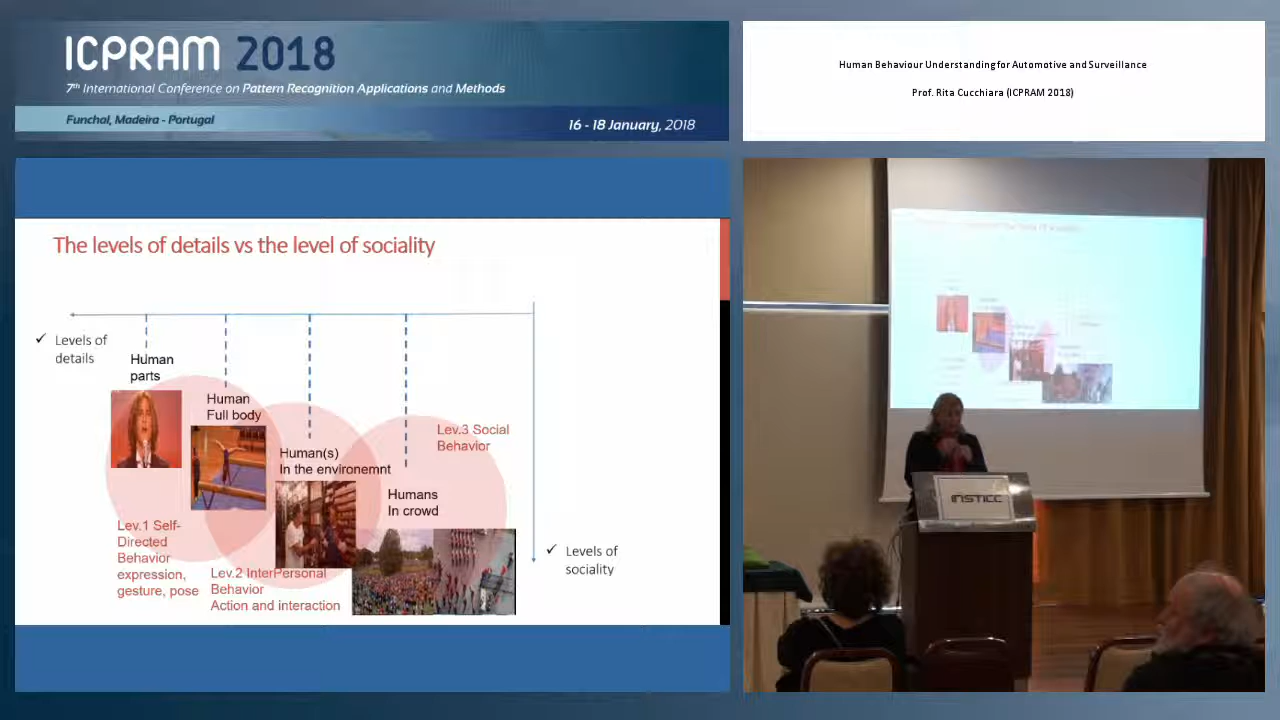 ICPRAM 2018
7th International Conference on Pattern Recognition Applications and Methods
Funchal, Madeira - Portugal
16 - 18 January, 2018
Human Behaviour Understanding for Automotive and Surveillance
Prof. Rita Cucchiara (ICPRAM 2018)
The levels of details vs the level of sociality
✓ Levels of
details
Human
parts
Human
Full body
Human(s)
In the environemnt
Humans
In crowd
Lev.3 Social
Behavior
Lev.1 Self-
Directed
Behavior
expression,
gesture, pose
Lev.2 InterPersonal
Behavior
Action and interaction
✓ Levels of
sociality
INSTICC